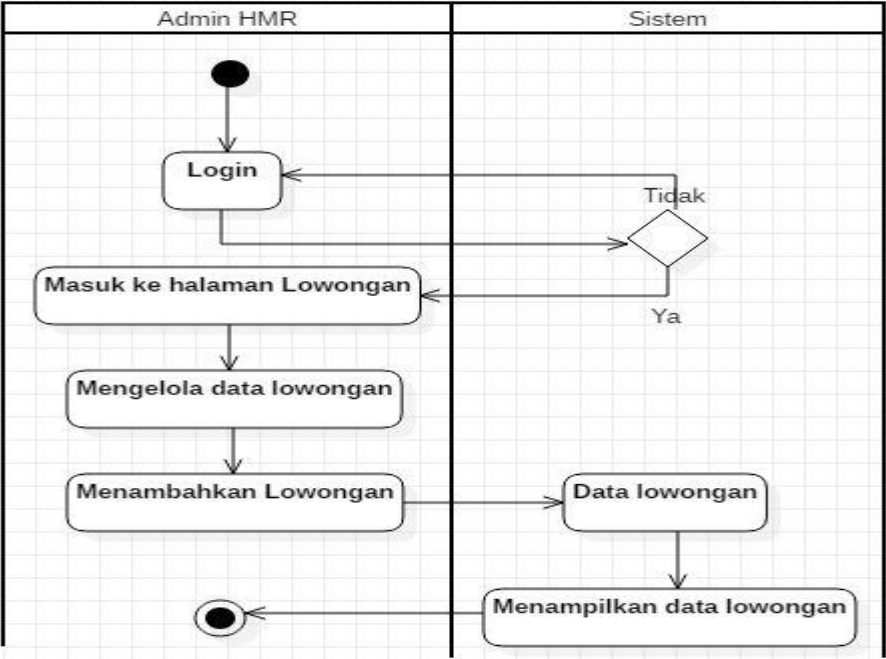 Admin HMR
Sistem
Login
Tidak
Masuk ke halaman Lowongan
Ya
Mengelola data lowongan
Menambahkan Lowongan
Data lowongan
Menampilkan data lowongan